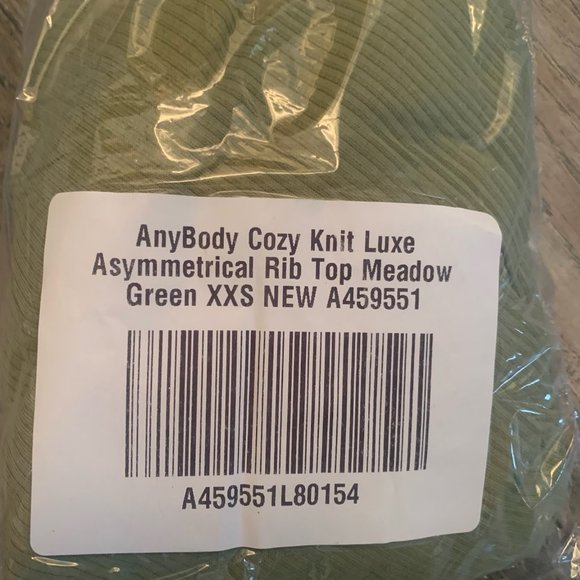 AnyBody Cozy Knit Luxe
Asymmetrical Rib Top Meadow
Green XXS NEW A459551
A459551L80154